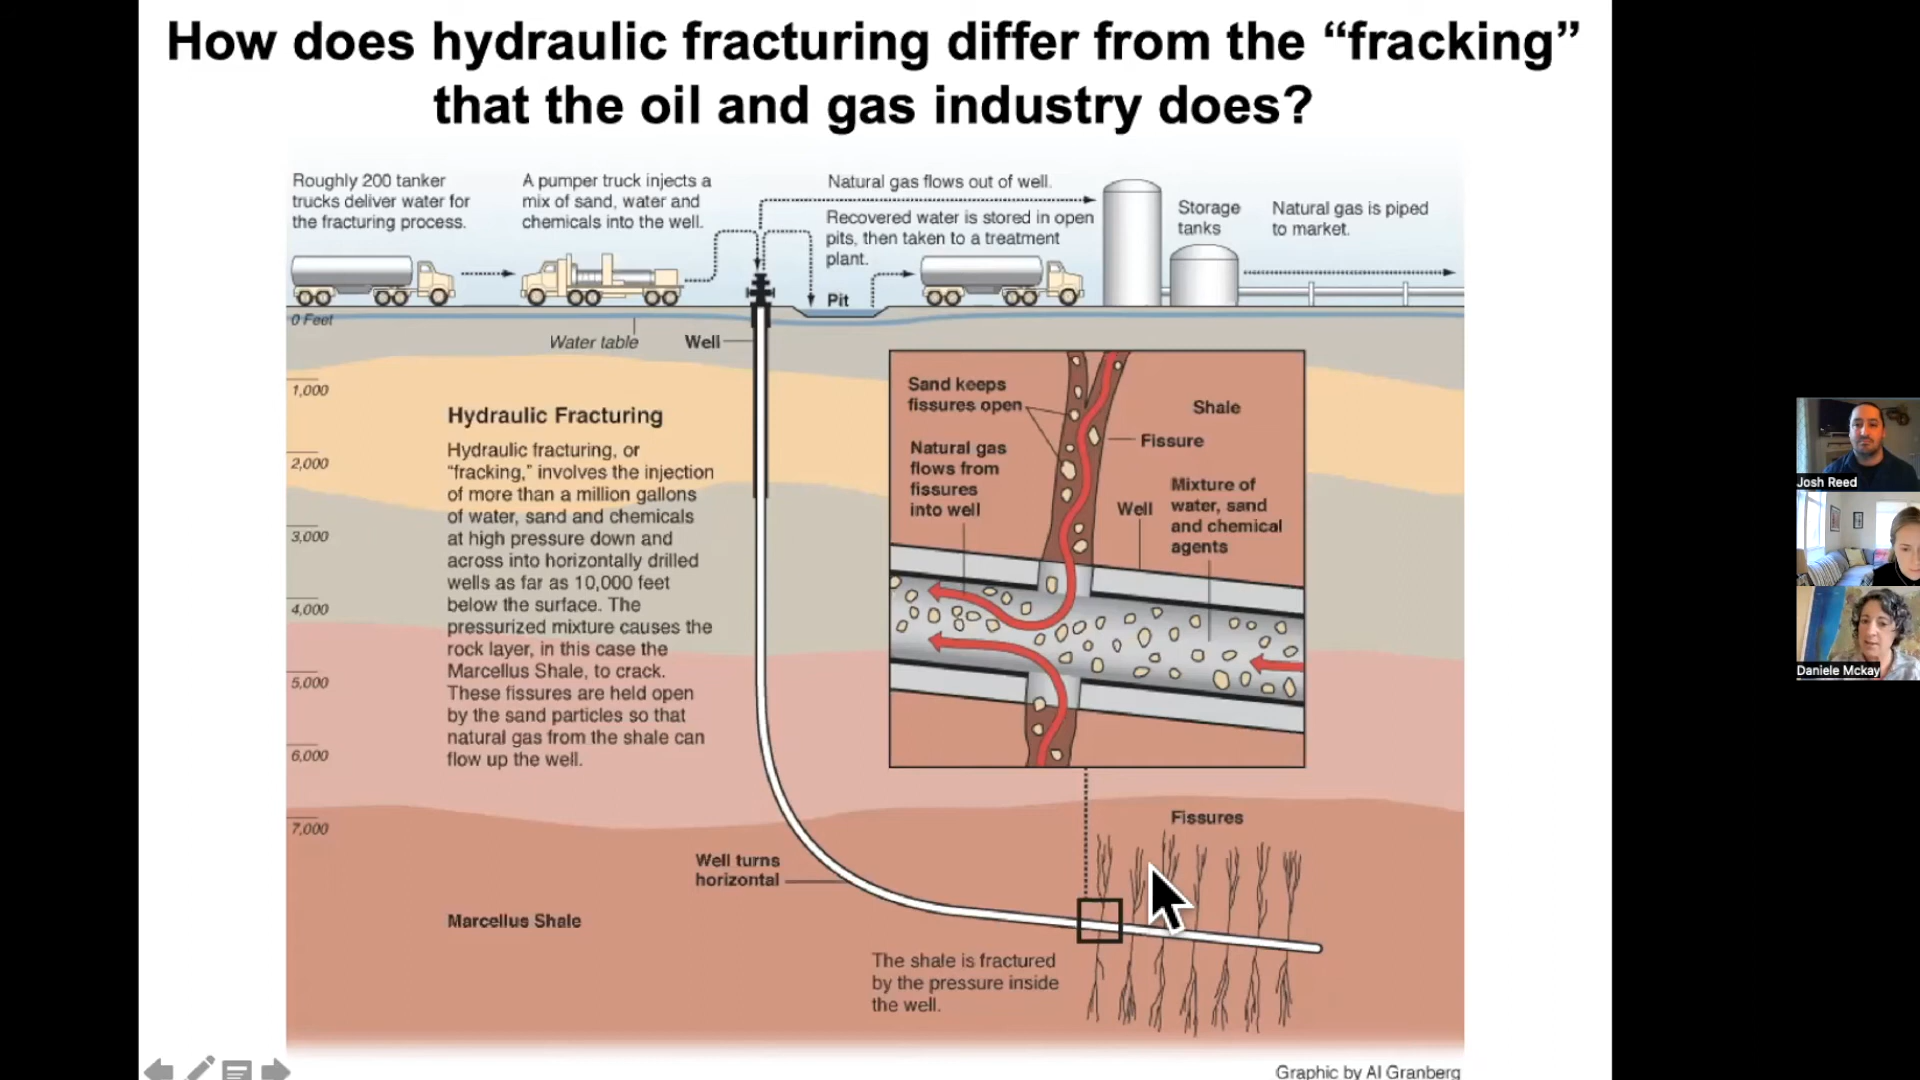 How does hydraulic fracturing differ from the “fracking”
that the oil and gas industry does?
Roughly 200 tanker
trucks deliver water for
the fracturing process.
A pumper truck injects a
mix of sand, water and
chemicals into the well.
Natural gas flows out of well.
Recovered water is stored in open
pits, then taken to a treatment
plant.
Storage
tanks
Natural gas is piped
to market.
Pit
0 Feet
Water table
Well
1,000
2,000
3,000
4,000
5,000
6,000
7,000
Hydraulic Fracturing
Hydraulic fracturing, or
“fracking,” involves the injection
of more than a million gallons
of water, sand and chemicals
at high pressure down and
across into horizontally drilled
wells as far as 10,000 feet
below the surface. The
pressurized mixture causes the
rock layer, in this case the
Marcellus Shale, to crack.
These fissures are held open
by the sand particles so that
natural gas from the shale can
flow up the well.
Sand keeps
fissures open
Shale
Fissure
Natural gas
flows from
fissures
into well
Well
Mixture of
water, sand
and chemical
agents
Fissures
Well turns
horizontal
Marcellus Shale
The shale is fractured
by the pressure inside
the well.
Graphic by Al Granberg
Josh Reed
Daniele Mckay